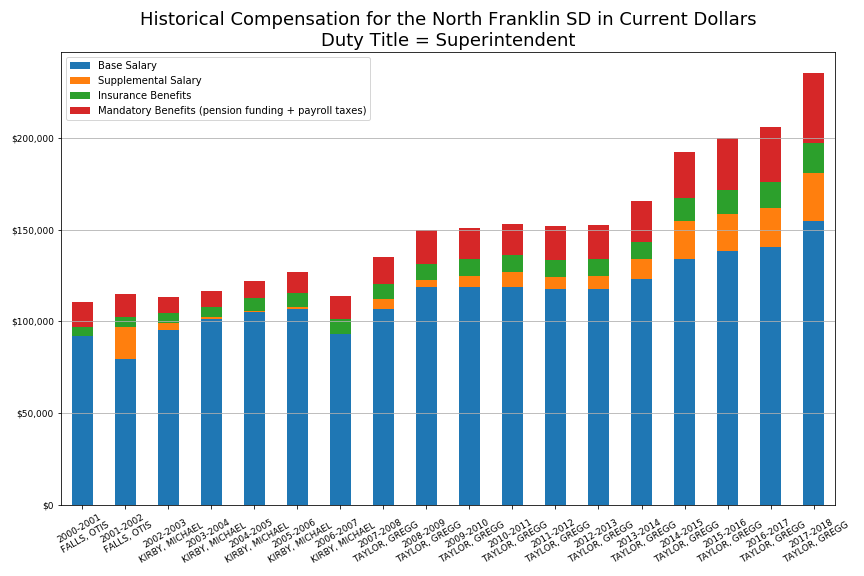 Historical Compensation for the North Franklin SD in Current Dollars
Duty Title = Superintendent
Base Salary
Supplemental Salary
Insurance Benefits
Mandatory Benefits (pension funding + payroll taxes)
$200,000
$150,000
$100,000
$50,000
$0
2000-2001
FALLS, OTIS
2001-2002
FALLS, OTIS
2002-2003
KIRBY, MICHAEL
2003-2004
KIRBY, MICHAEL
2004-2005
KIRBY, MICHAEL
2005-2006
KIRBY, MICHAEL
2006-2007
KIRBY, MICHAEL
2007-2008
TAYLOR, GREGG
2008-2009
TAYLOR, GREGG
2009-2010
TAYLOR, GREGG
2010-2011
TAYLOR, GREGG
2011-2012
TAYLOR, GREGG
2012-2013
TAYLOR, GREGG
2013-2014
TAYLOR, GREGG
2014-2015
TAYLOR, GREGG
2015-2016
TAYLOR, GREGG
2016-2017
TAYLOR, GREGG
2017-2018
TAYLOR, GREGG